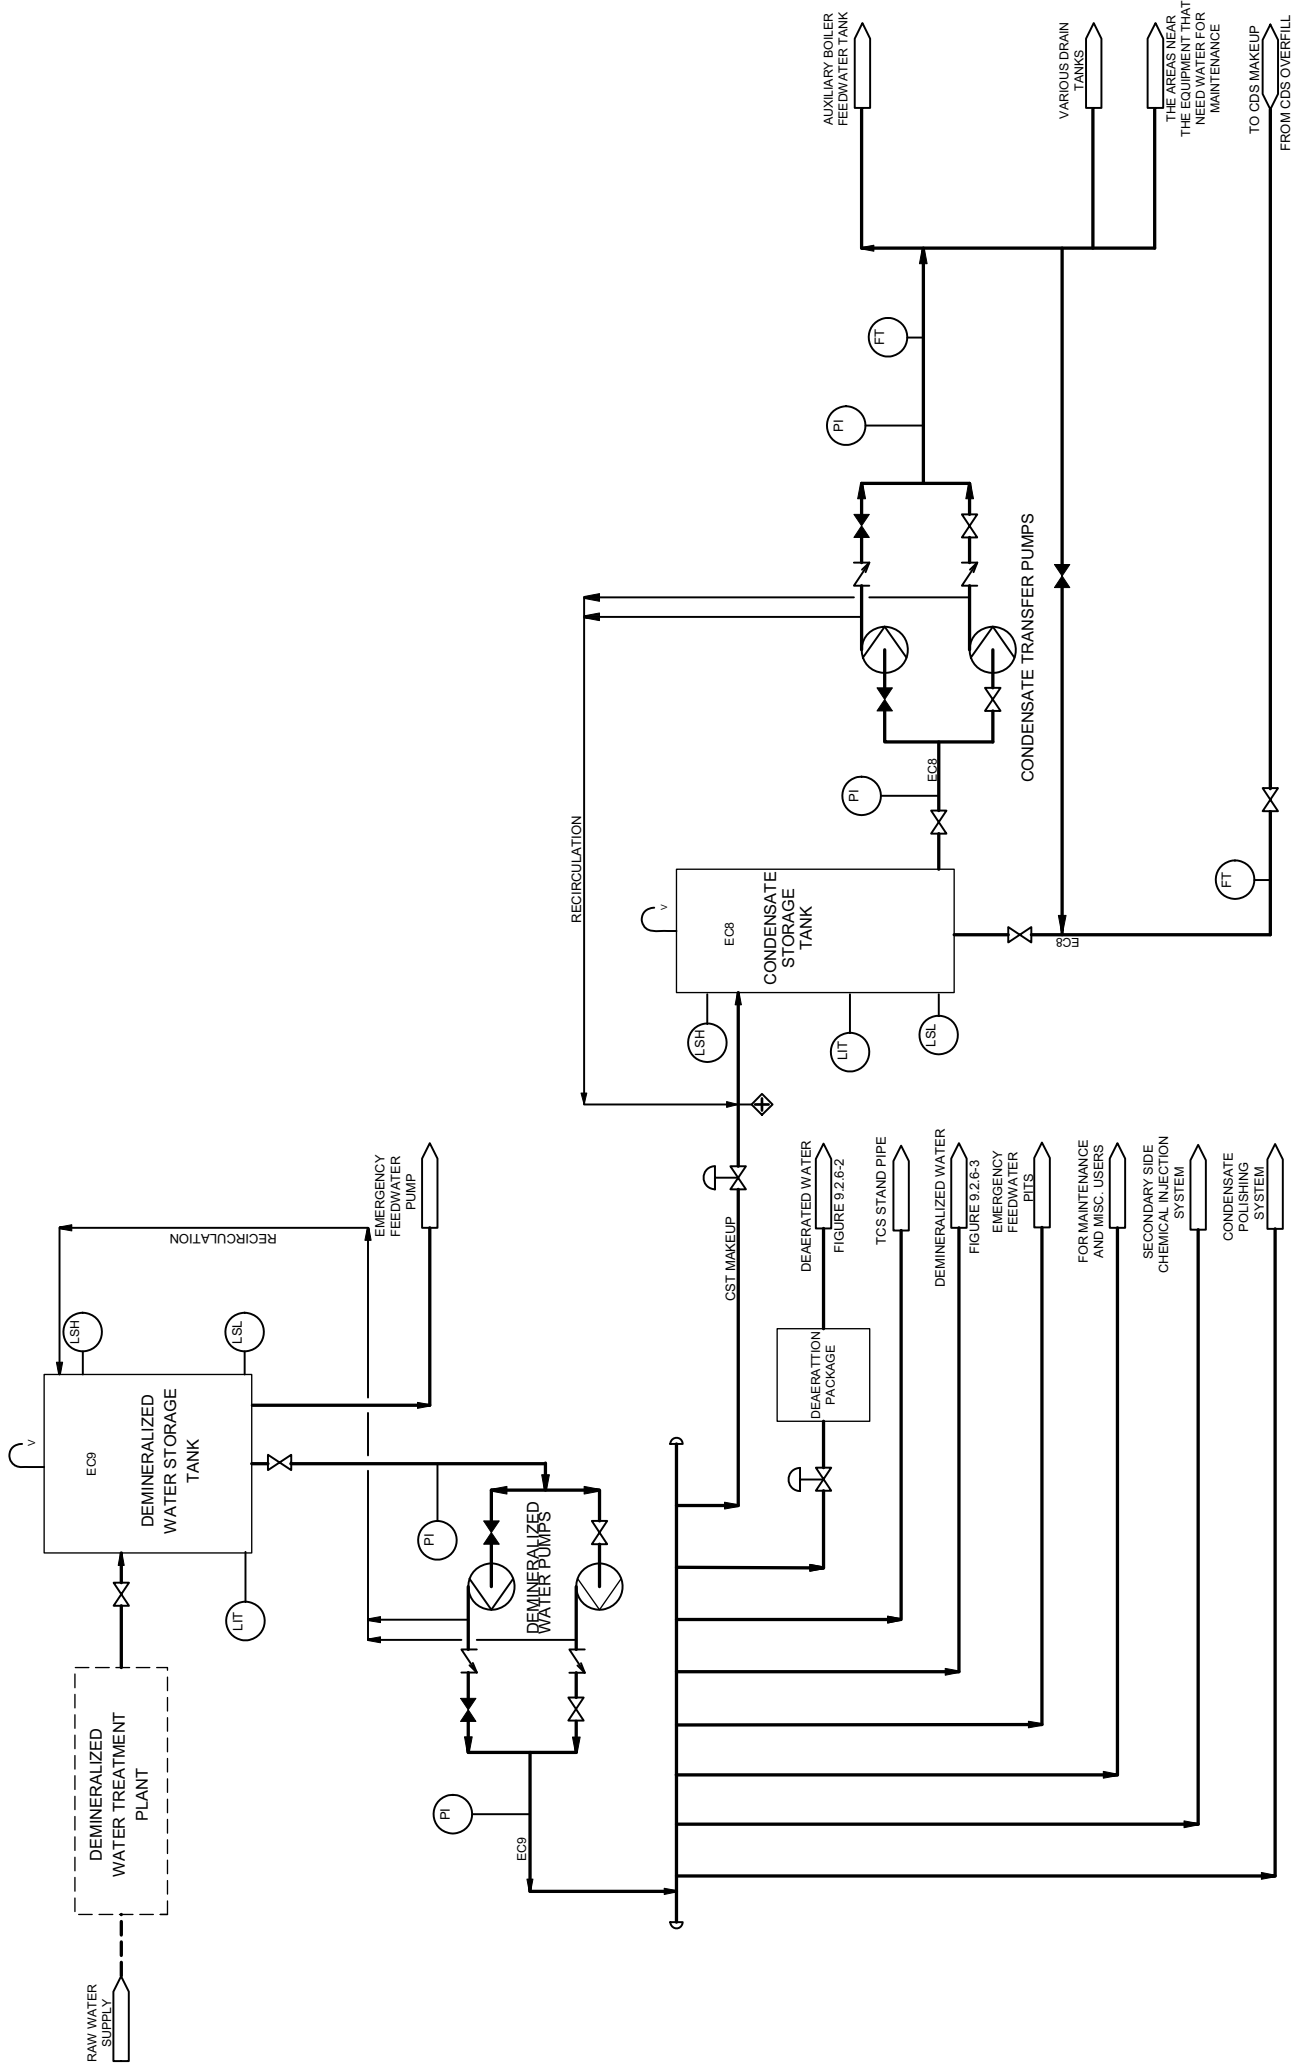 RAW WATER
SUPPLY
DEMINERALIZED
WATER TREATMENT
PLANT
LIT
EC9
DEMINERALIZED
WATER STORAGE
TANK
V
LSH
LSL
RECIRCULATION
EMERGENCY
FEEDWATER
PUMP
PI
DEMINERALIZED
WATER PUMPS
PI
EC9
CST MAKEUP
DEAERATTION
PACKAGE
DEAERATED WATER
FIGURE 9.2.6-2
TCS STAND PIPE
DEMINERALIZED WATER
FIGURE 9.2.6-3
EMERGENCY
FEEDWATER
PITS
FOR MAINTENANCE
AND MISC. USERS
SECONDARY SIDE
CHEMICAL INJECTION
SYSTEM
CONDENSATE
POLISHING
SYSTEM
RECIRCULATION
LSH
LIT
LSL
V
EC8
CONDENSATE
STORAGE
TANK
PI
EC8
CONDENSATE TRANSFER PUMPS
EC8
FT
PI
FT
AUXILIARY BOILER
FEEDWATER TANK
VARIOUS DRAIN
TANKS
THE AREAS NEAR
THE EQUIPMENT THAT
NEED WATER FOR
MAINTENANCE
TO CDS MAKEUP
FROM CDS OVERFILL